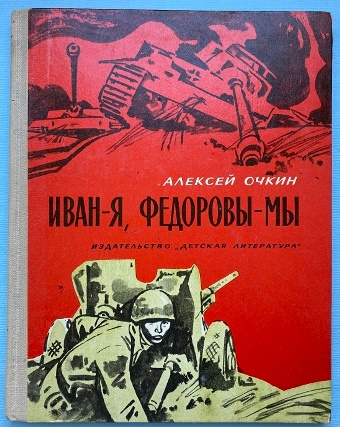 АЛЕКСЕЙ ОЧКИН
ИВАН-Я, ФЕДОРОВЫ-МЫ
ИЗДАТЕЛЬСТВО „ДЕТСКАЯ ЛИТЕРАТУРА"